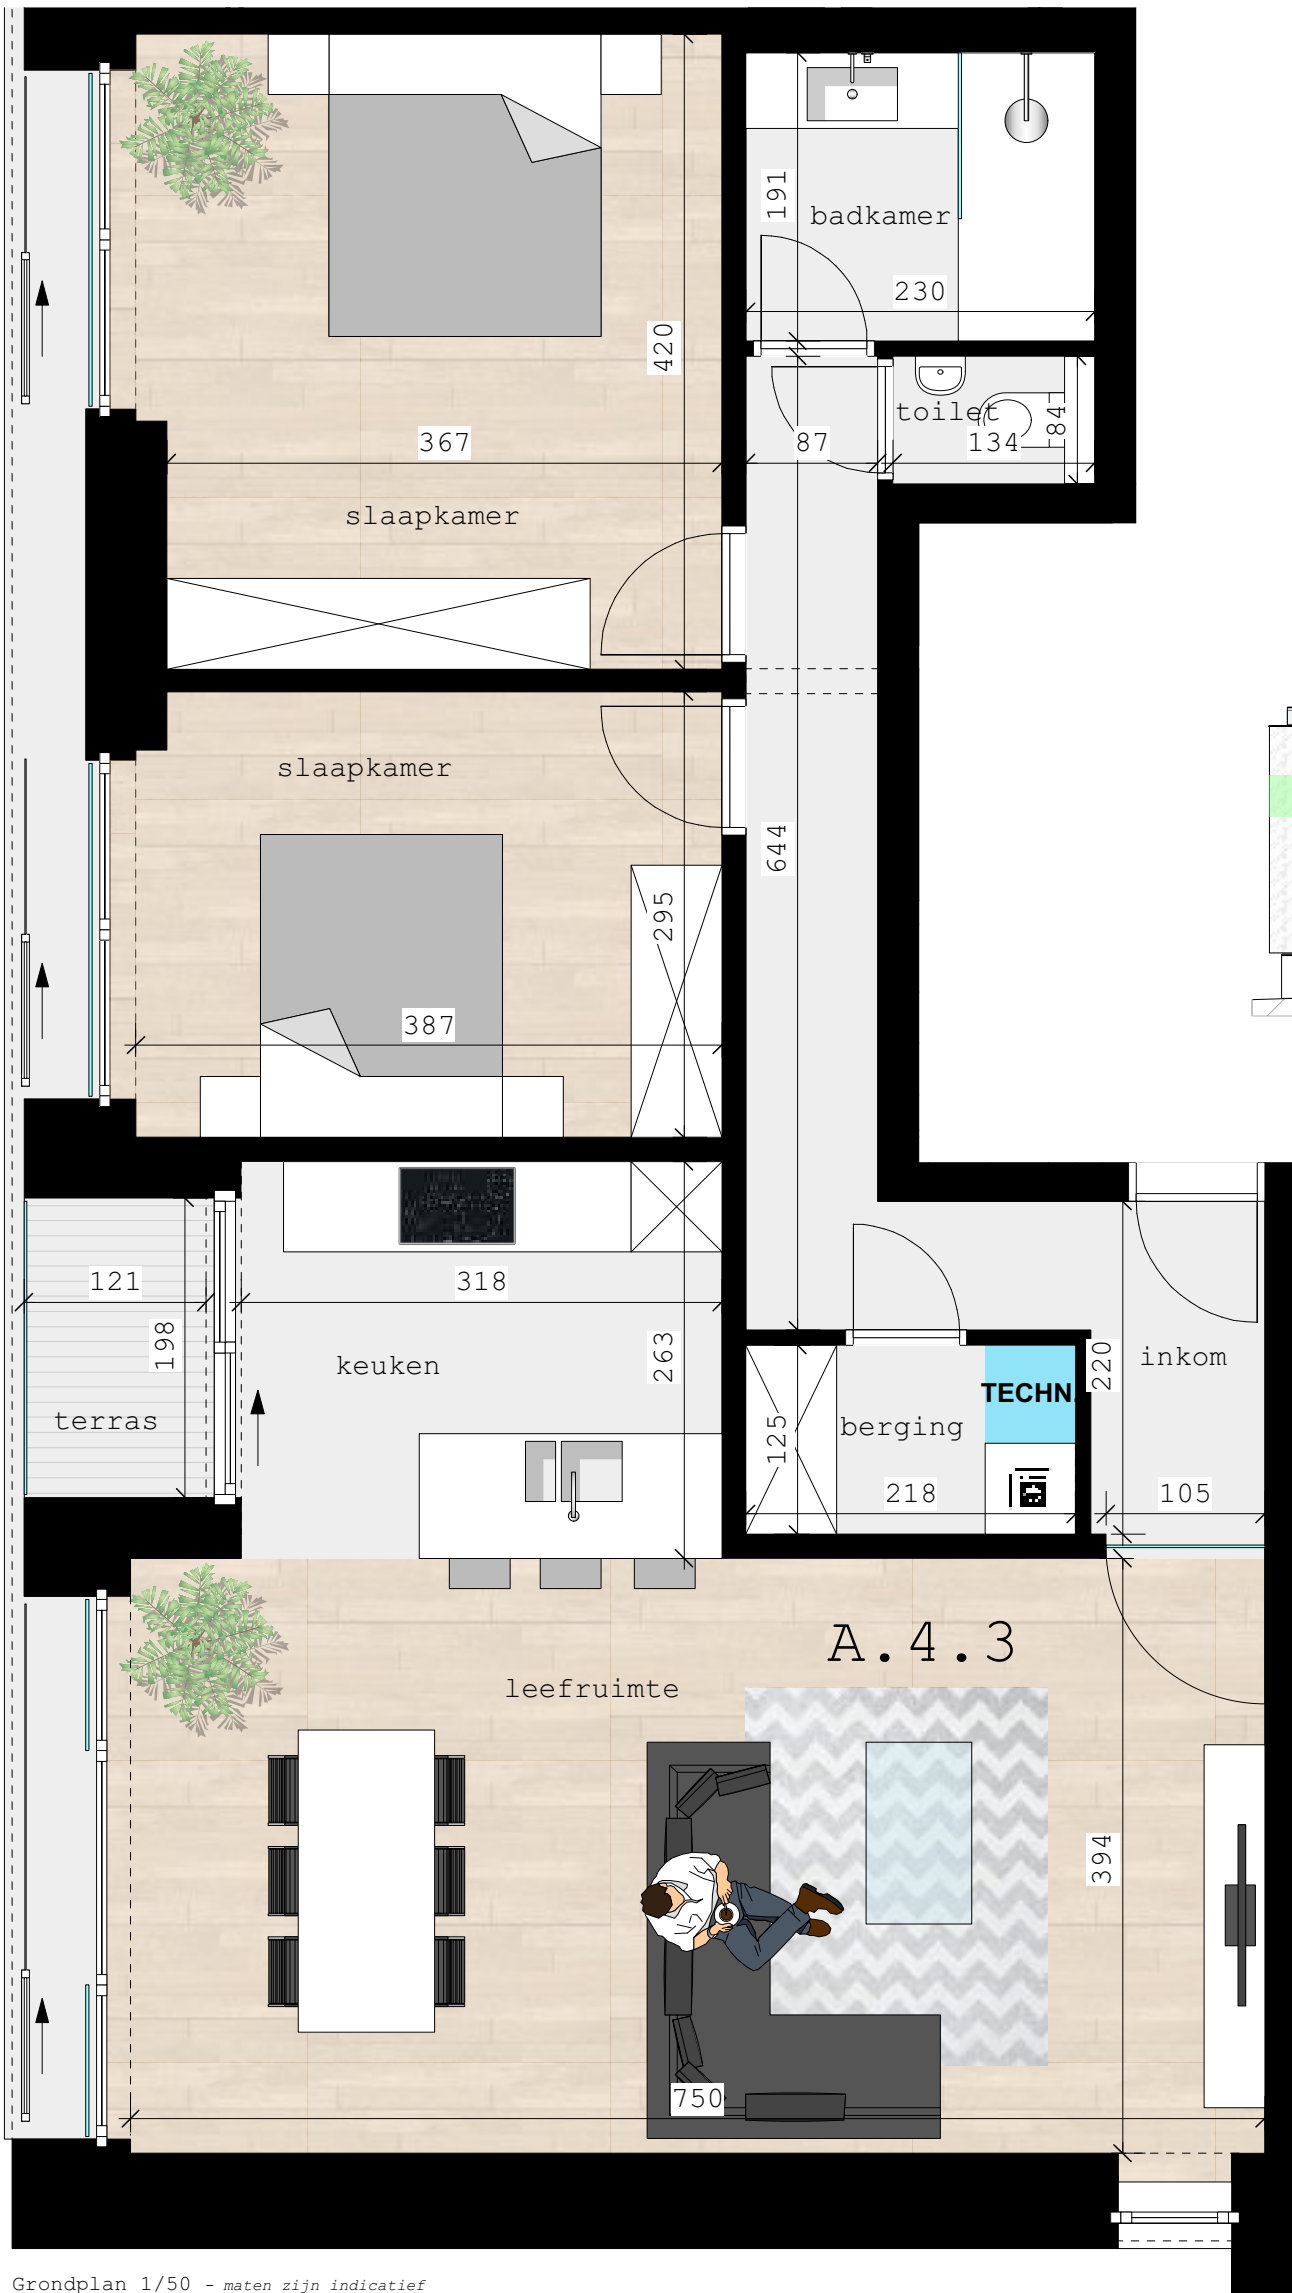 191
badkamer
230
420
toilet
84
367
87
134
slaapkamer
slaapkamer
644
295
387
121
318
198
263
keuken
220
inkom
terras
TECHN.
125
berging
218
105
A.4.3
leefruimte
394
750
Grondplan 1/50 - maten zijn indicatief